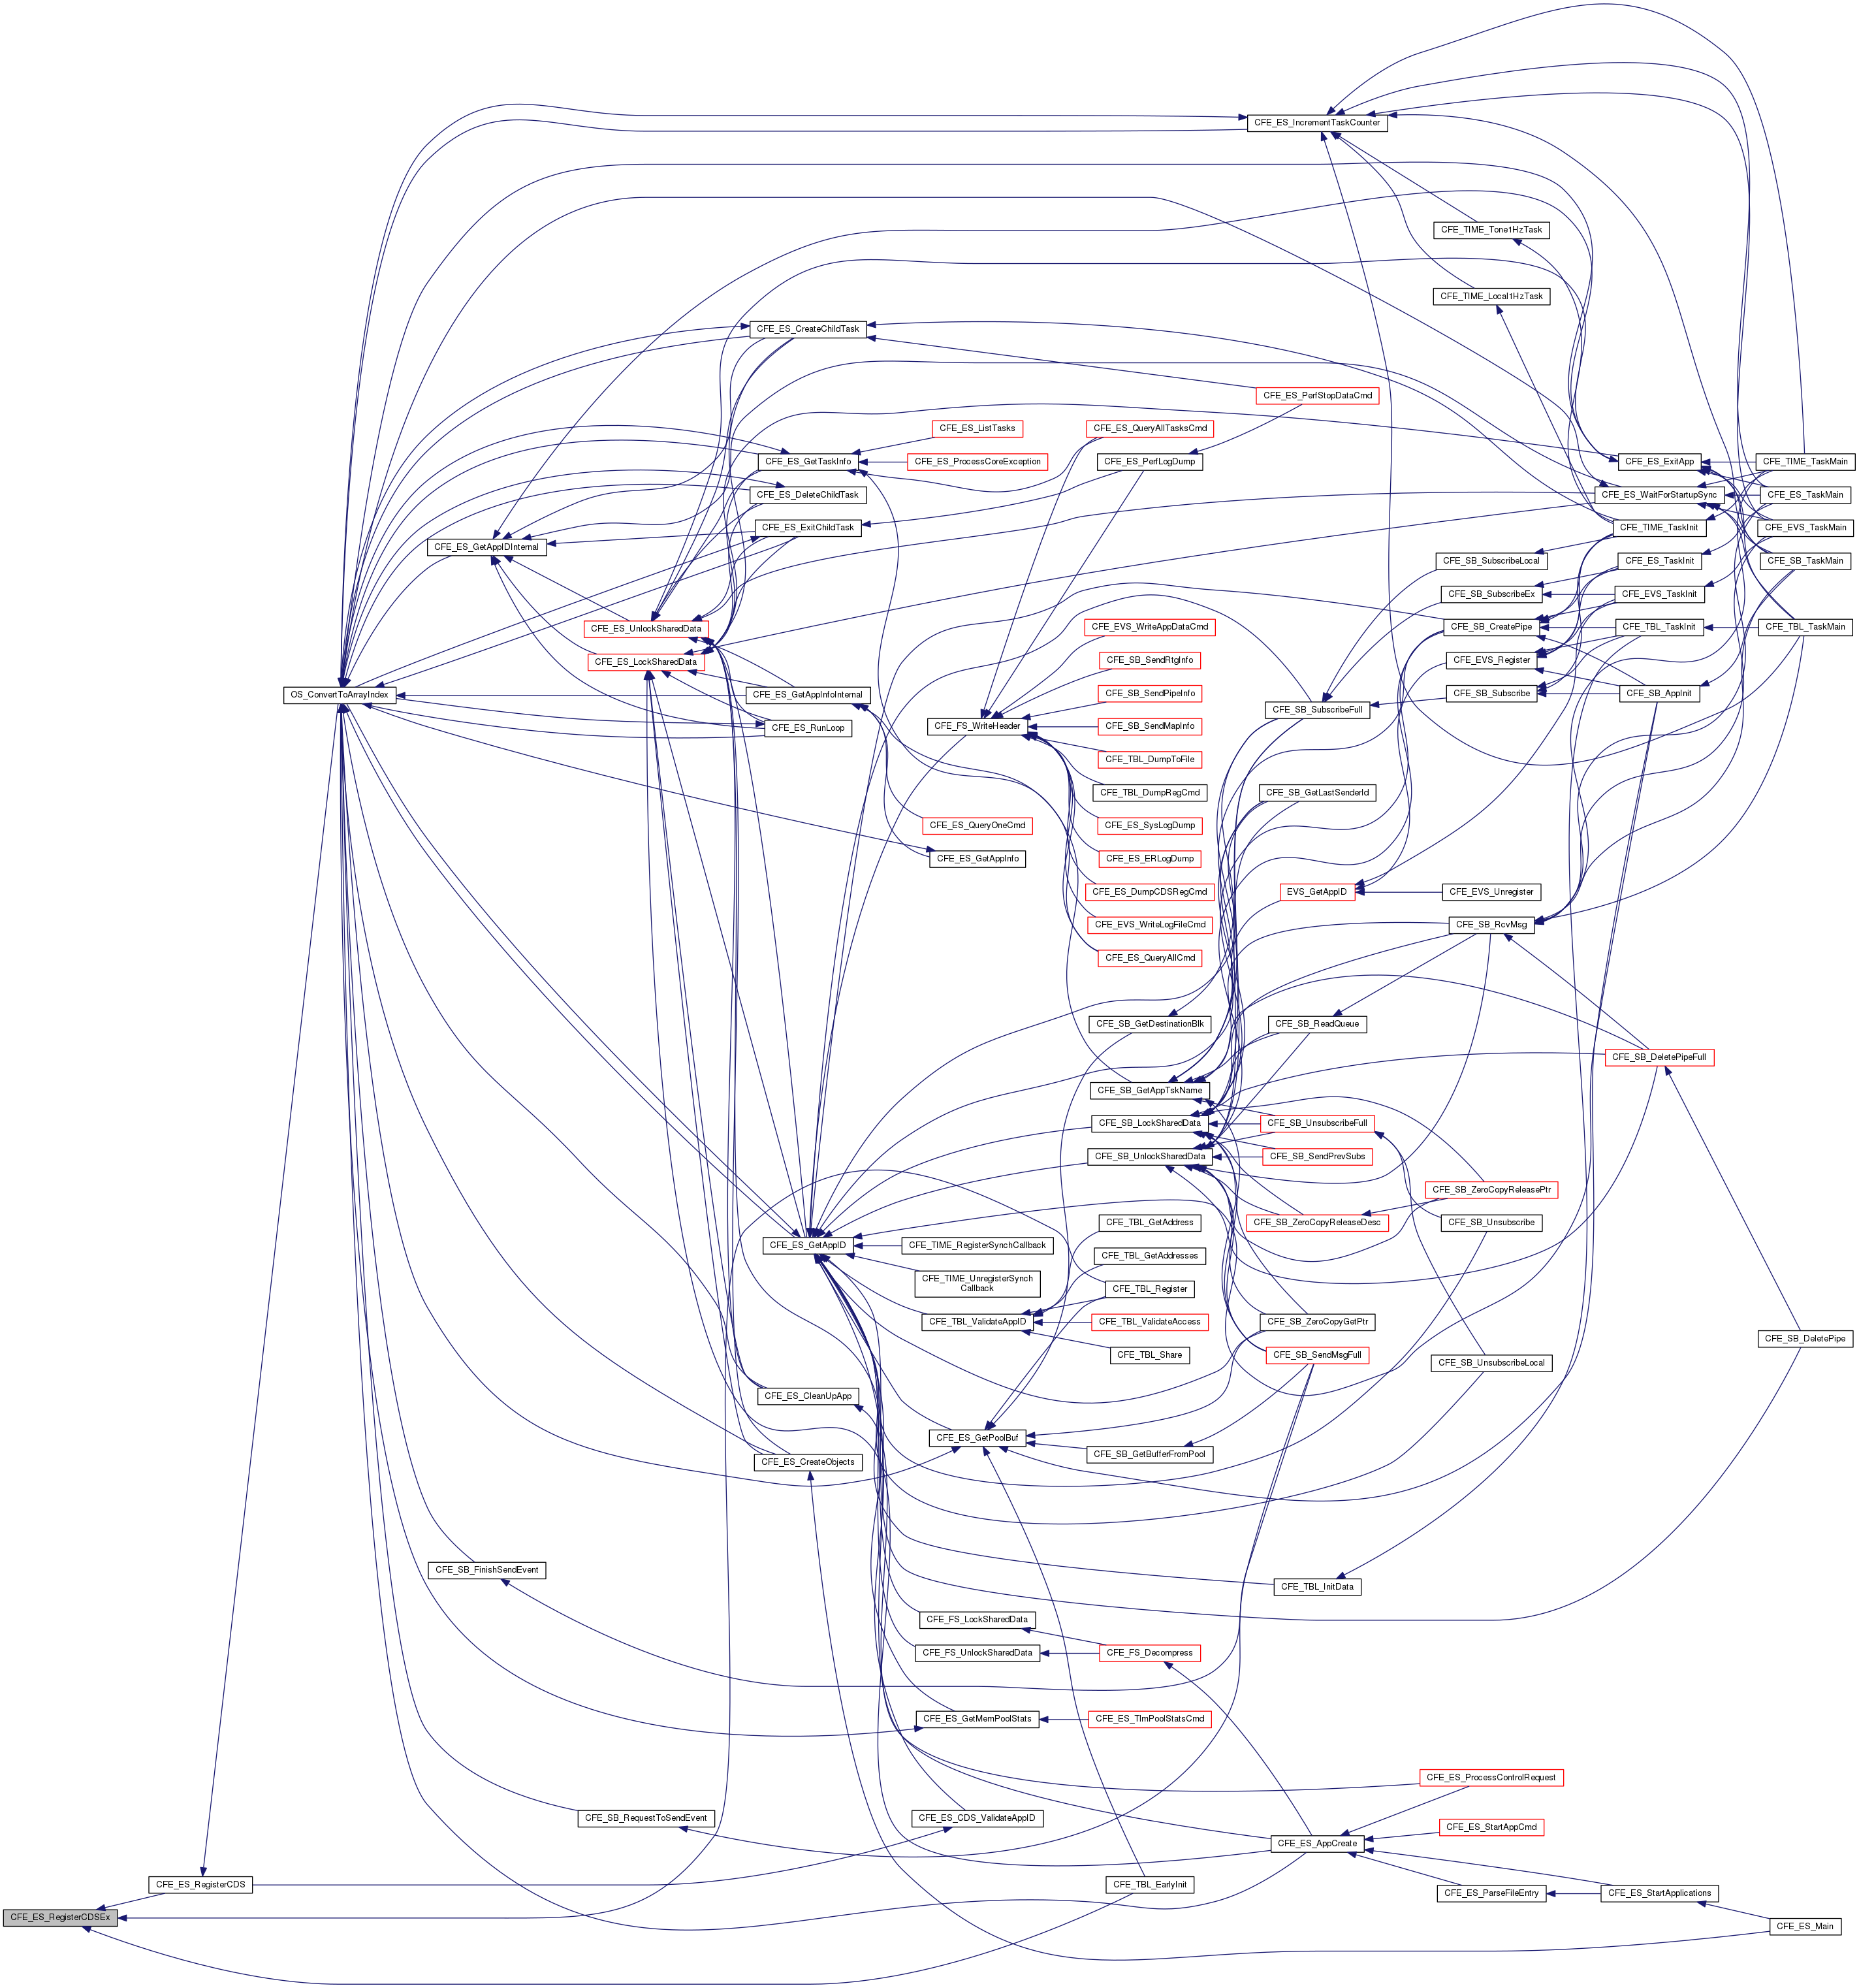 CFE_ES_IncrementTaskCounter
CFE_TIME_Tone1HzTask
CFE_TIME_Local1HzTask
CFE_ES_CreateChildTask
CFE_ES_PerfStopDataCmd
CFE_ES_ListTasks
CFE_ES_QueryAllTasksCmd
CFE_ES_GetTaskInfo
CFE_ES_ProcessCoreException
CFE_ES_PerfLogDump
CFE_ES_ExitApp
CFE_TIME_TaskMain
CFE_ES_DeleteChildTask
CFE_ES_WaitForStartupSync
CFE_ES_TaskMain
CFE_ES_ExitChildTask
CFE_TIME_TaskInit
CFE_EVS_TaskMain
CFE_ES_GetAppIDInternal
CFE_SB_SubscribeLocal
CFE_ES_TaskInit
CFE_SB_TaskMain
CFE_SB_SubscribeEx
CFE_EVS_TaskInit
CFE_ES_UnlockSharedData
CFE_EVS_WriteAppDataCmd
CFE_SB_CreatePipe
CFE_TBL_TaskInit
CFE_TBL_TaskMain
CFE_ES_LockSharedData
CFE_SB_SendRtgInfo
CFE_EVS_Register
OS_ConvertToArrayIndex
CFE_ES_GetAppInfoInternal
CFE_SB_SendPipeInfo
CFE_SB_Subscribe
CFE_SB_AppInit
CFE_SB_SubscribeFull
CFE_ES_RunLoop
CFE_FS_WriteHeader
CFE_SB_SendMapInfo
CFE_TBL_DumpToFile
CFE_TBL_DumpRegCmd
CFE_SB_GetLastSenderId
CFE_ES_QueryOneCmd
CFE_ES_SysLogDump
CFE_ES_GetAppInfo
CFE_ES_ERLogDump
CFE_ES_DumpCDSRegCmd
EVS_GetAppID
CFE_EVS_Unregister
CFE_EVS_WriteLogFileCmd
CFE_SB_RcvMsg
CFE_ES_QueryAllCmd
CFE_SB_GetDestinationBlk
CFE_SB_ReadQueue
CFE_SB_DeletePipeFull
CFE_SB_GetAppTskName
CFE_SB_LockSharedData
CFE_SB_UnsubscribeFull
CFE_SB_UnlockSharedData
CFE_SB_SendPrevSubs
CFE_SB_ZeroCopyReleasePtr
CFE_TBL_GetAddress
CFE_SB_ZeroCopyReleaseDesc
CFE_SB_Unsubscribe
CFE_ES_GetAppID
CFE_TIME_RegisterSynchCallback
CFE_TBL_GetAddresses
CFE_TIME_UnregisterSynch
Callback
CFE_TBL_Register
CFE_TBL_ValidateAppID
CFE_TBL_ValidateAccess
CFE_SB_ZeroCopyGetPtr
CFE_SB_DeletePipe
CFE_TBL_Share
CFE_SB_SendMsgFull
CFE_SB_UnsubscribeLocal
CFE_ES_CleanUpApp
CFE_ES_GetPoolBuf
CFE_SB_GetBufferFromPool
CFE_ES_CreateObjects
CFE_SB_FinishSendEvent
CFE_TBL_InitData
CFE_FS_LockSharedData
CFE_FS_UnlockSharedData
CFE_FS_Decompress
CFE_ES_GetMemPoolStats
CFE_ES_TlmPoolStatsCmd
CFE_ES_ProcessControlRequest
CFE_SB_RequestToSendEvent
CFE_ES_CDS_ValidateAppID
CFE_ES_StartAppCmd
CFE_ES_AppCreate
CFE_ES_RegisterCDS
CFE_TBL_EarlyInit
CFE_ES_ParseFileEntry
CFE_ES_StartApplications
CFE_ES_RegisterCDSEx
CFE_ES_Main